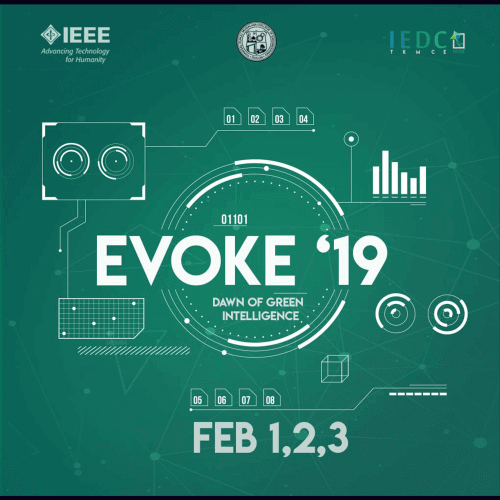 IEEE
Advancing Technology
for Humanity
IEDC
TKMCE
01 02 03 04
01101
EVOKE ‘19
DAWN OF GREEN
INTELLIGENCE
05 06 07 08
FEB 1,2,3